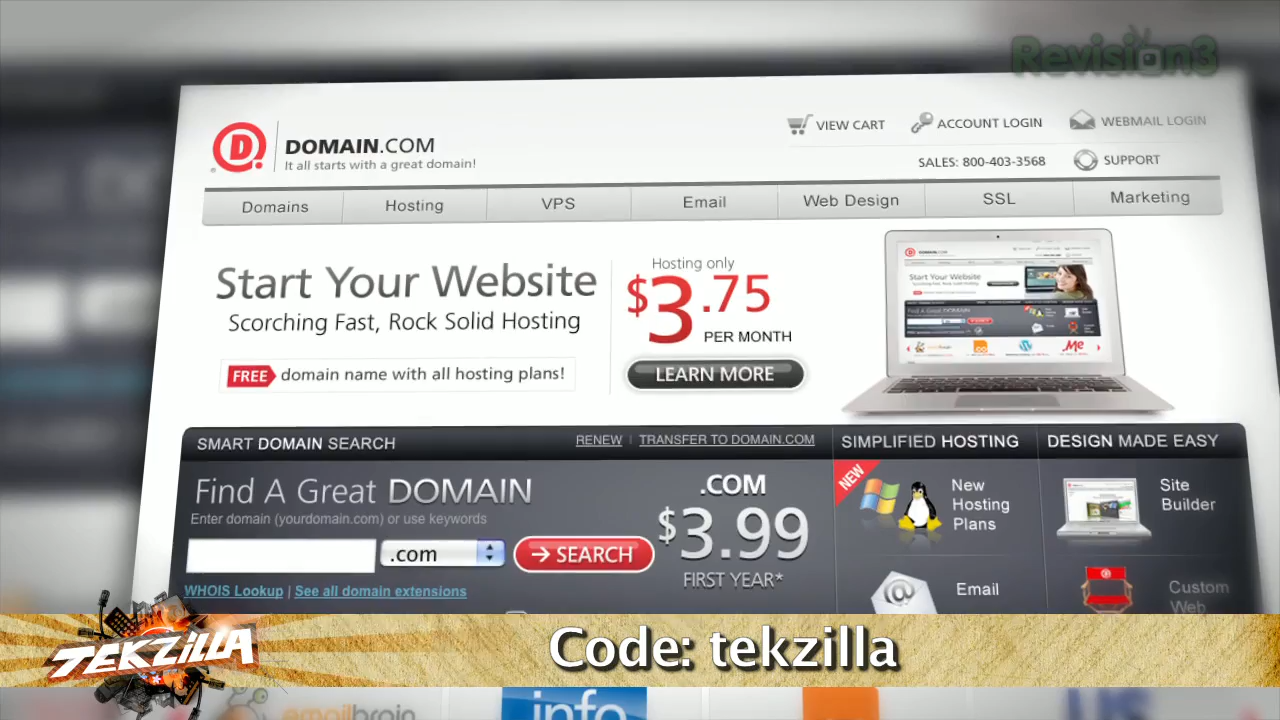 Revision3
DOMAIN.COM
It all starts with a great domain!
VIEW CART
ACCOUNT LOGIN
WEBMAIL LOGIN
SALES: 800-403-3568
SUPPORT
Domains
Hosting
VPS
Email
Web Design
SSL
Marketing
Start Your Website
Scorching Fast, Rock Solid Hosting
FREE domain name with all hosting plans!
Hosting only
$3.75
PER MONTH
LEARN MORE
SMART DOMAIN SEARCH
RENEW | TRANSFER TO DOMAIN.COM
SIMPLIFIED HOSTING
DESIGN MADE EASY
Find A Great DOMAIN
Enter domain (yourdomain.com) or use keywords
.com
SEARCH
WHOIS Lookup | See all domain extensions
.COM
$3.99
FIRST YEAR*
NEW
New
Hosting
Plans
Site
Builder
Email
Custom
Web
TEKZILLA
Code: tekzilla
emailbrain
info